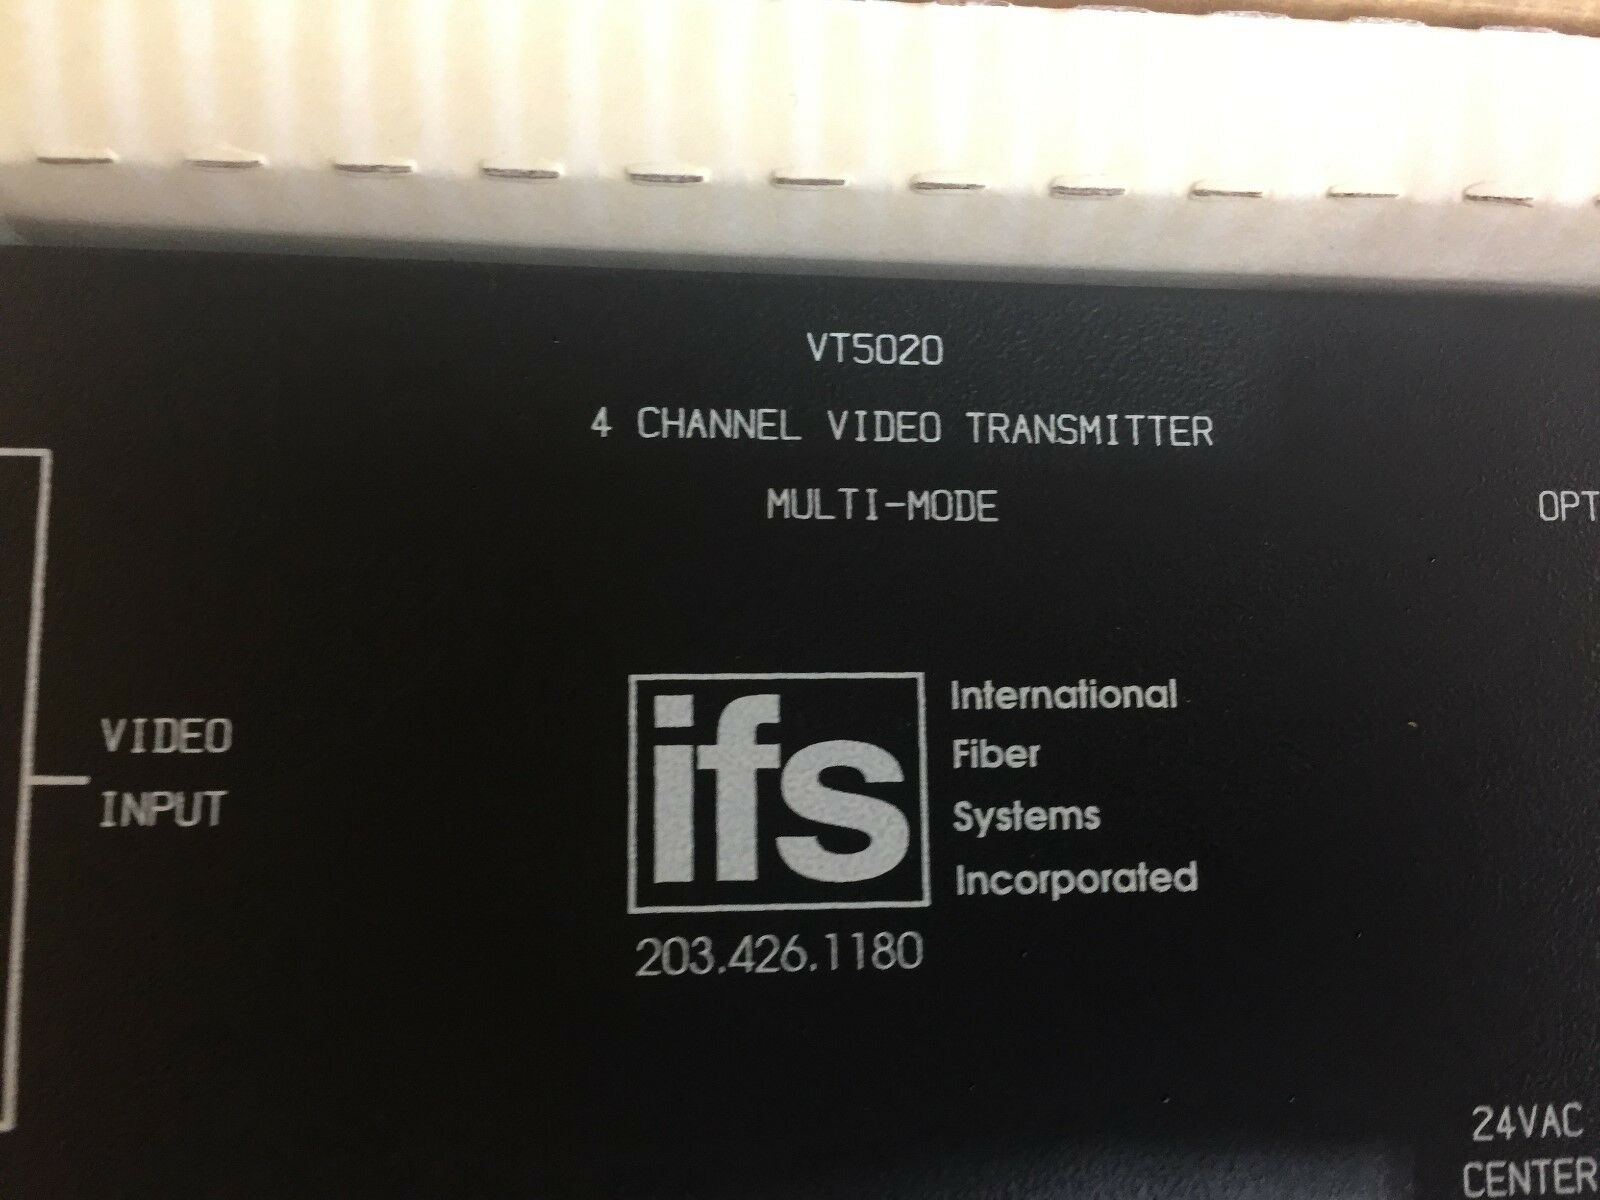 VT5020
4 CHANNEL VIDEO TRANSMITTER
MULTI-MODE
OPT
VIDEO
INPUT
ifs
International
Fiber
Systems
Incorporated
203.426.1180
24VAC
CENTER